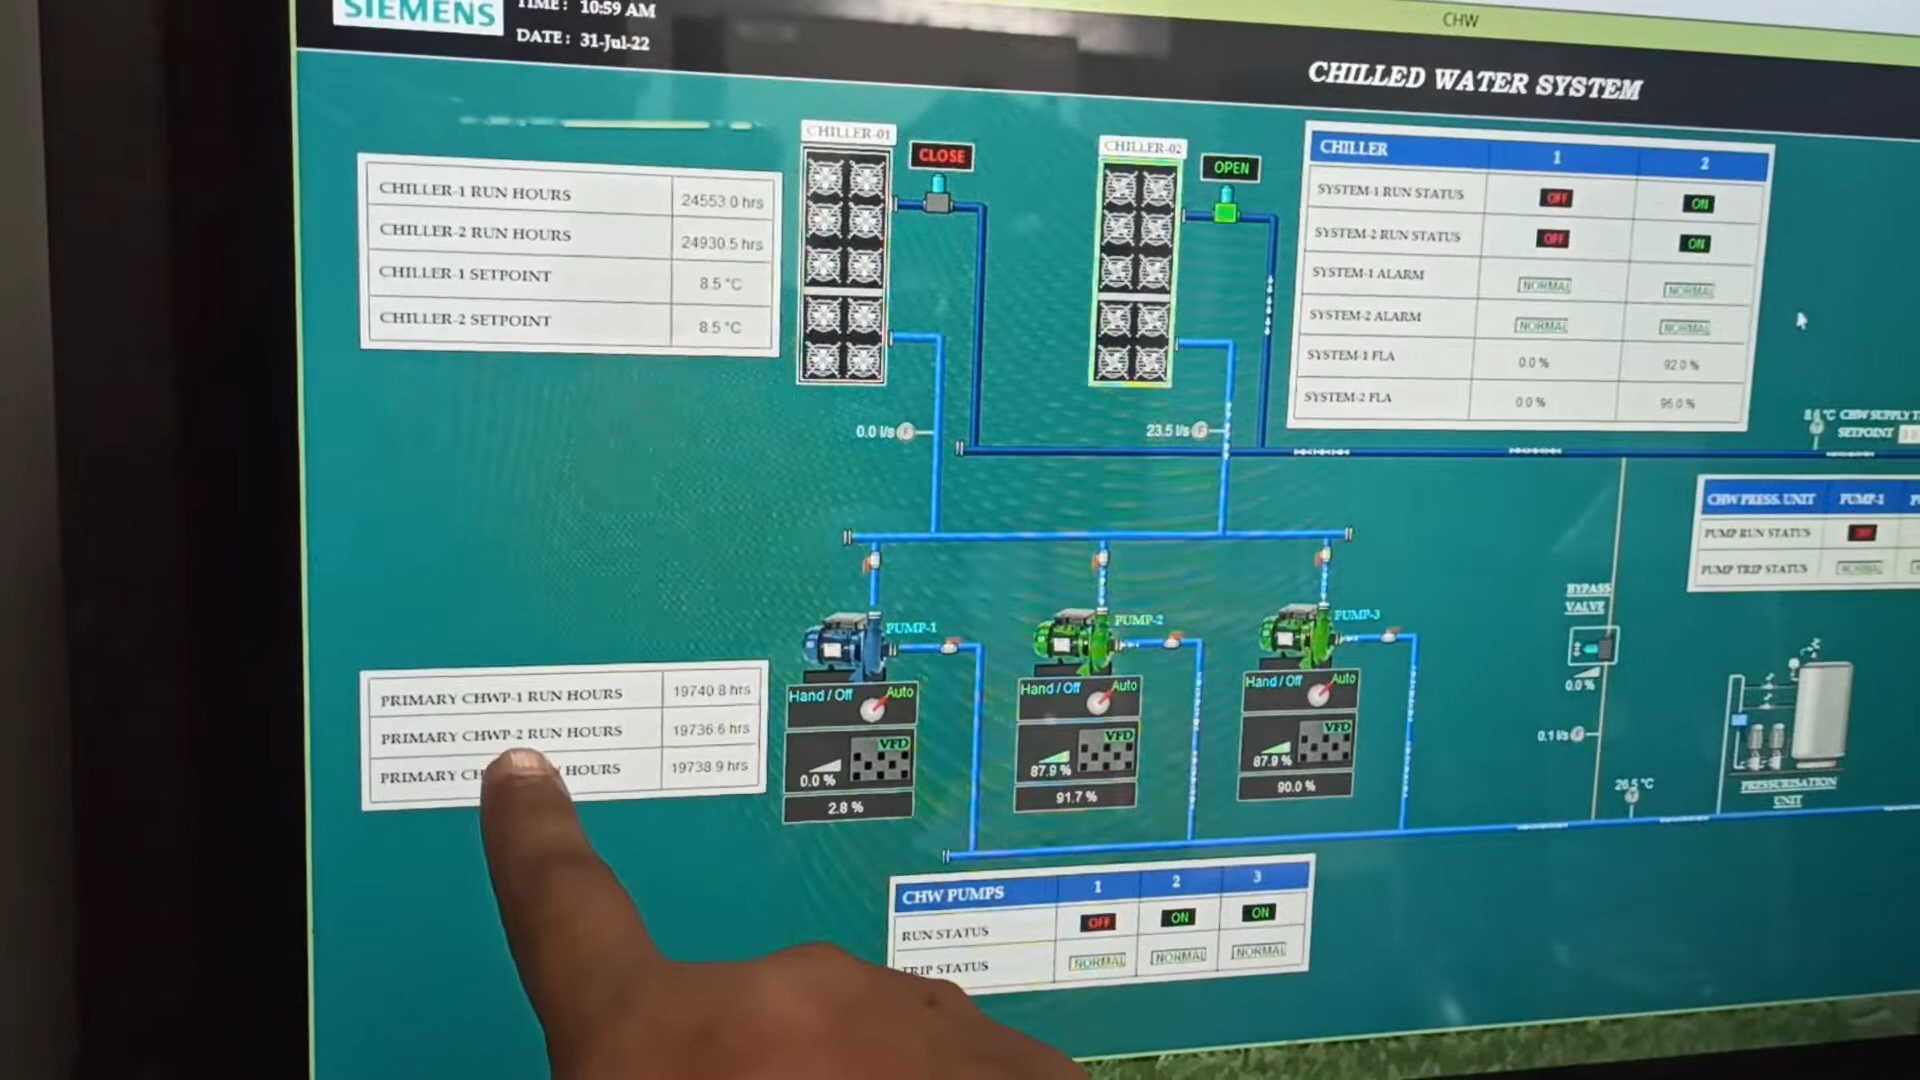 SIEMENS
TIME: 10:59 AM
DATE: 31-Jul-22
CHW
CHILLED WATER SYSTEM
CHILLER-1 RUN HOURS 24553.0 hrs
CHILLER-2 RUN HOURS 24930.5 hrs
CHILLER-1 SETPOINT 8.5 °C
CHILLER-2 SETPOINT 8.5 °C
CHILLER-01
CLOSE
CHILLER-02
OPEN
CHILLER 1 2
SYSTEM-1 RUN STATUS OFF ON
SYSTEM-2 RUN STATUS OFF ON
SYSTEM-1 ALARM NORMAL NORMAL
SYSTEM-2 ALARM NORMAL NORMAL
SYSTEM-1 FLA 0.0 % 92.0 %
SYSTEM-2 FLA 0.0 % 95.0 %
0.0 l/s F
23.5 l/s F
8.6 °C CHW SUPPLY
SETPOINT
CHW PRESS. UNIT PUMP-1
PUMP RUN STATUS OFF
PUMP TRIP STATUS NORMAL
PUMP-1
PUMP-2
PUMP-3
BYPASS
VALVE
0.0 %
0.1 l/s F
26.5 °C
PRESSURISATION
UNIT
PRIMARY CHWP-1 RUN HOURS 19740.8 hrs
PRIMARY CHWP-2 RUN HOURS 19736.6 hrs
PRIMARY CH HOURS 19738.9 hrs
Hand / Off Auto
VFD
0.0 %
2.8 %
Hand / Off Auto
VFD
87.9 %
91.7 %
Hand / Off Auto
VFD
87.9 %
90.0 %
CHW PUMPS 1 2 3
RUN STATUS OFF ON ON
TRIP STATUS NORMAL NORMAL NORMAL